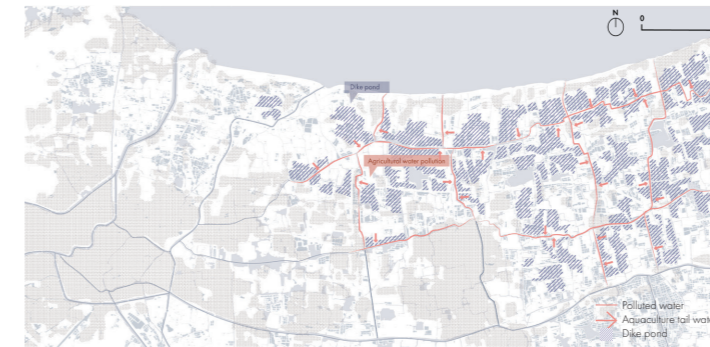 N
0
Dike pond
Agricultural water pollution
Polluted water
Aquaculture tail wat
Dike pond